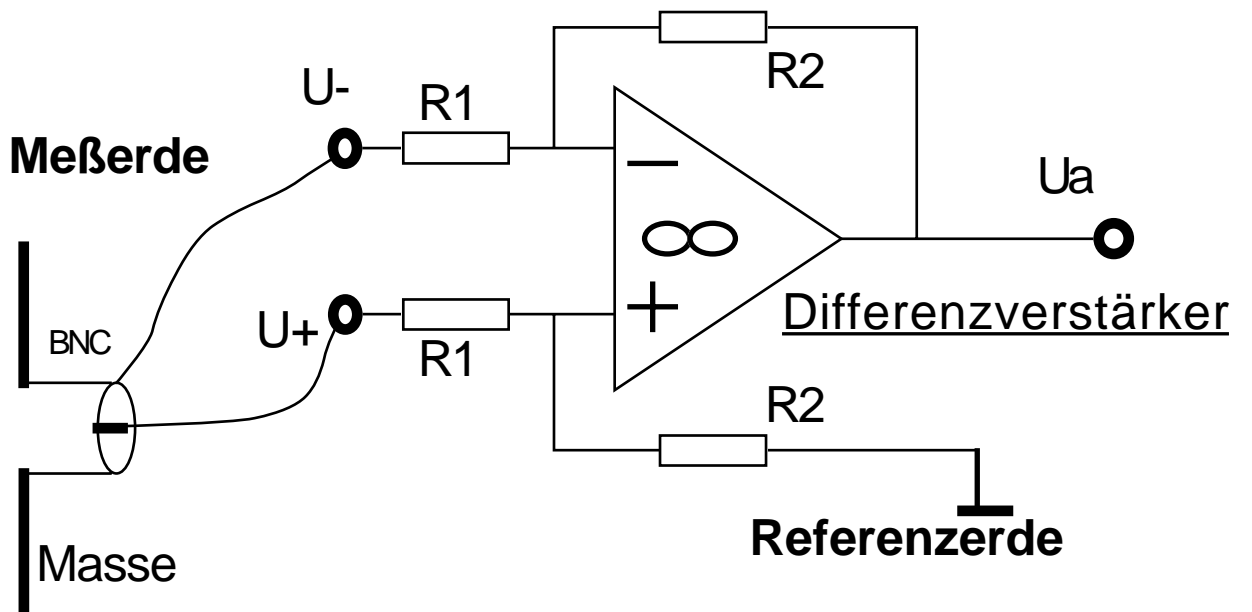 R2
U-
R1
Meßerde
Ua
∞
BNC
U+
Differenzverstärker
R1
R2
Referenzerde
Masse